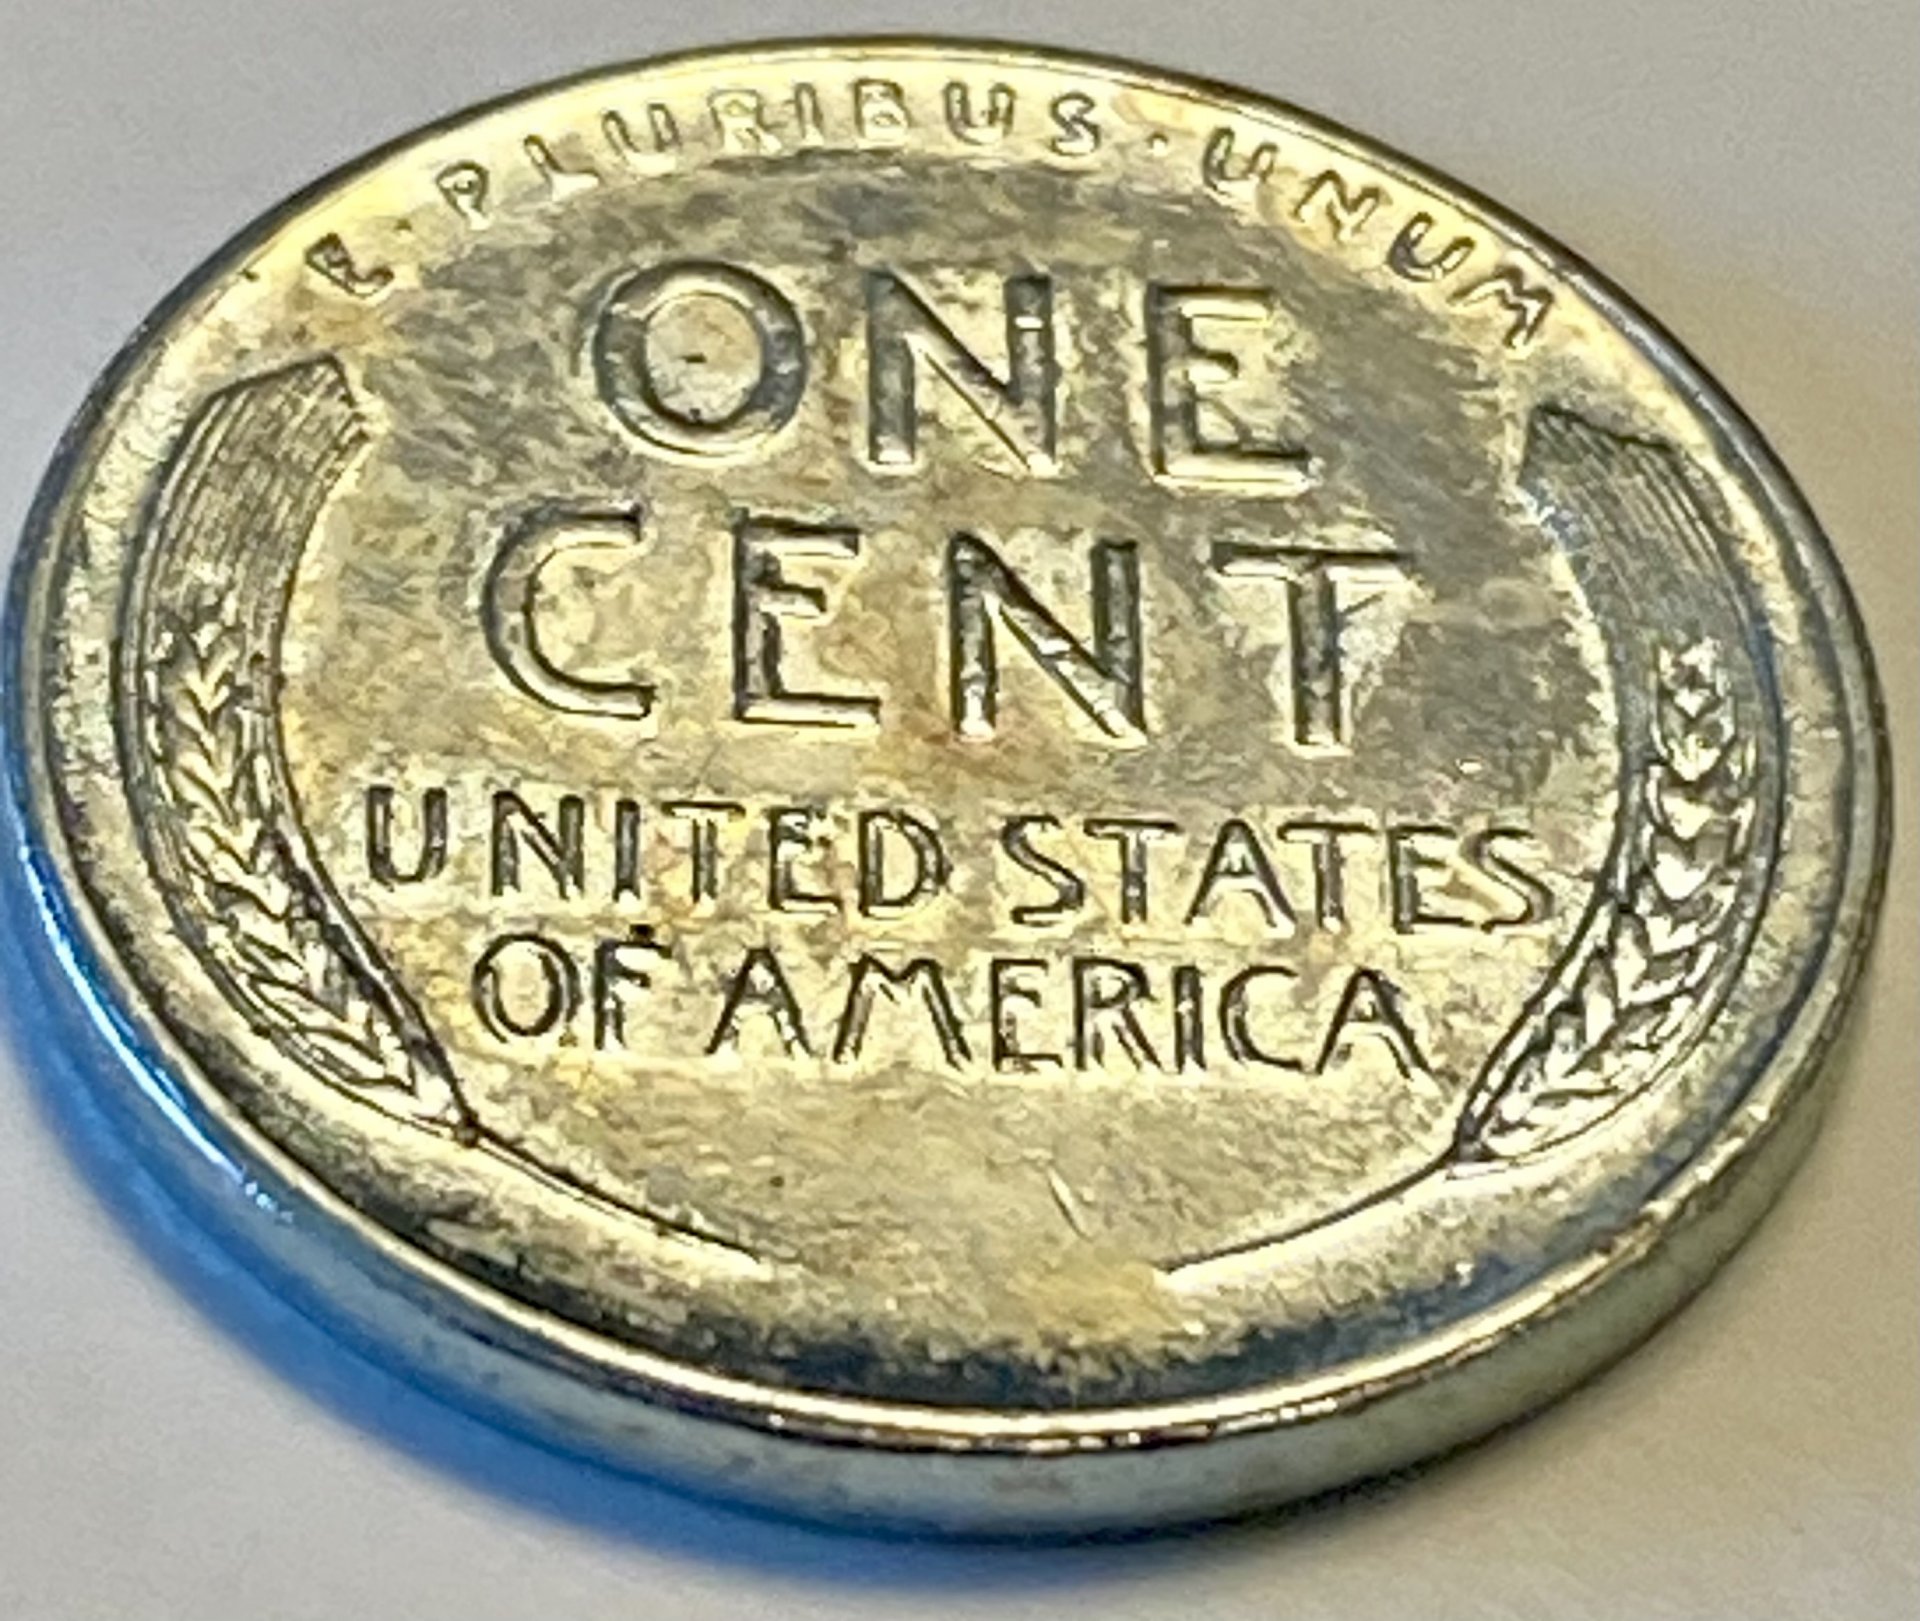 E · PLURIBUS · UNUM
ONE
CENT
UNITED STATES
OF AMERICA